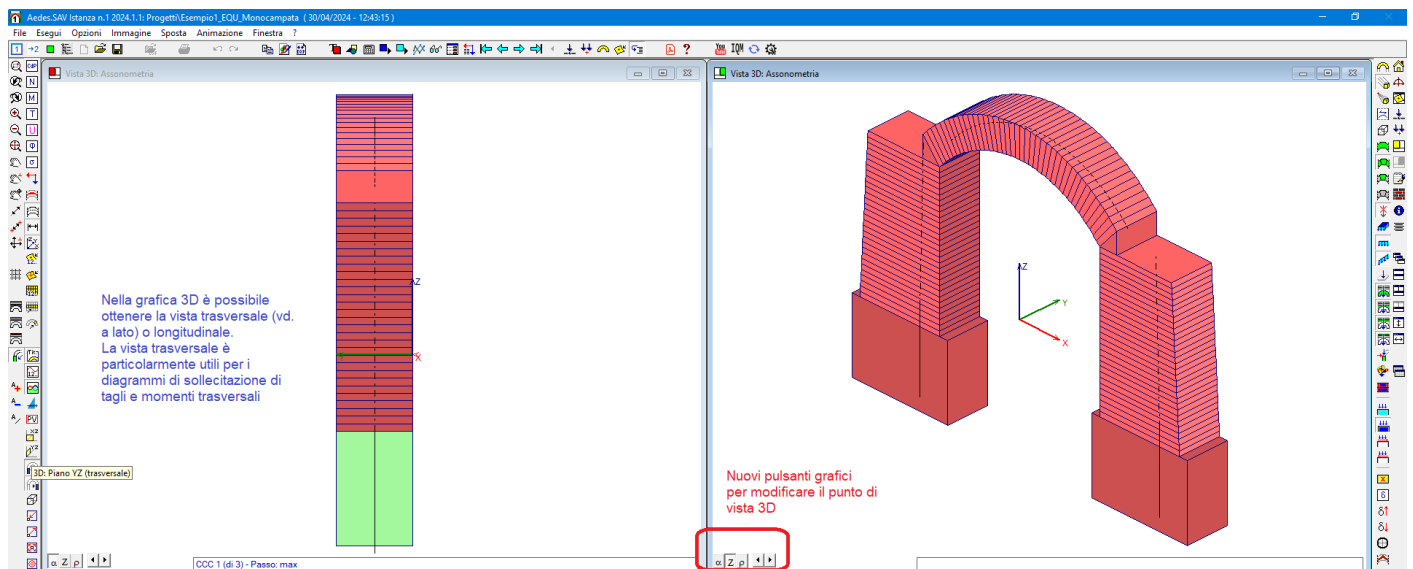 Aedes.SAV Istanza n.1 2024.1.1: Progetti\Esempio1_EQU_Monocampata ( 30/04/2024 - 12:43:15 )
File Esegui Opzioni Immagine Sposta Animazione Finestra ?
Vista 3D: Assonometria
Vista 3D: Assonometria
Z
X
Nella grafica 3D è possibile
ottenere la vista trasversale (vd.
a lato) o longitudinale.
La vista trasversale è
particolarmente utili per i
diagrammi di sollecitazione di
tagli e momenti trasversali
3D: Piano YZ (trasversale)
α Z ρ
CCC 1 (di 3) - Passo: max
Z
Y
X
Nuovi pulsanti grafici
per modificare il punto di
vista 3D
α Z ρ